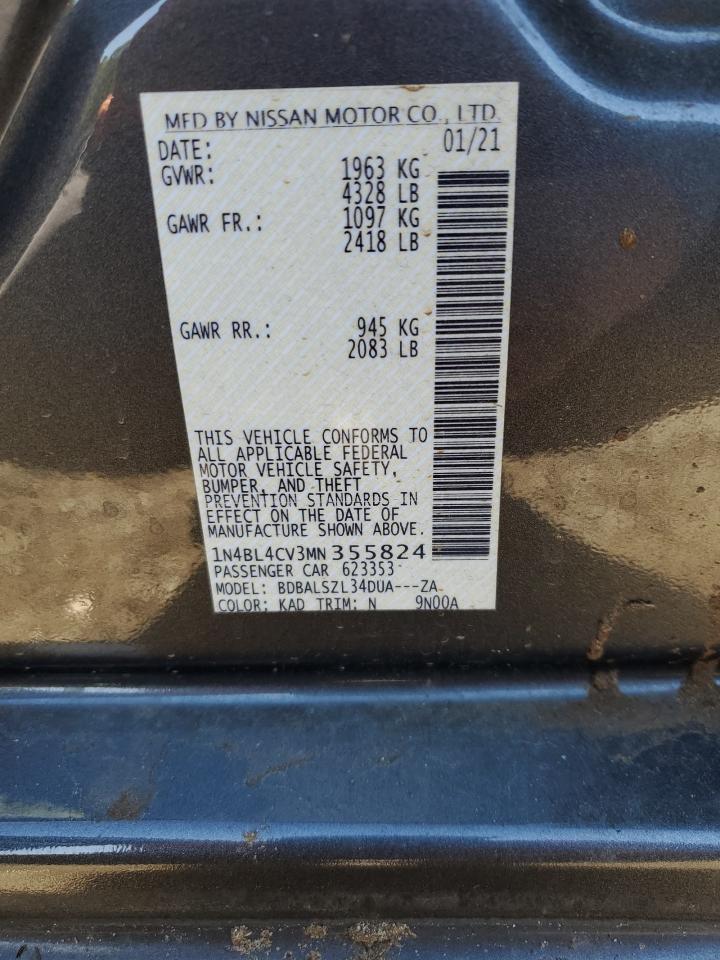 MFD BY NISSAN MOTOR CO., LTD.
DATE: 01/21
GVWR: 1963 KG
4328 LB
GAWR FR.: 1097 KG
2418 LB
GAWR RR.: 945 KG
2083 LB
THIS VEHICLE CONFORMS TO
ALL APPLICABLE FEDERAL
MOTOR VEHICLE SAFETY,
BUMPER, AND THEFT
PREVENTION STANDARDS IN
EFFECT ON THE DATE OF
MANUFACTURE SHOWN ABOVE.
1N4BL4CV3MN355824
PASSENGER CAR 623353
MODEL: BDBALSZL34DUA---ZA
COLOR: KAD TRIM: N 9N00A